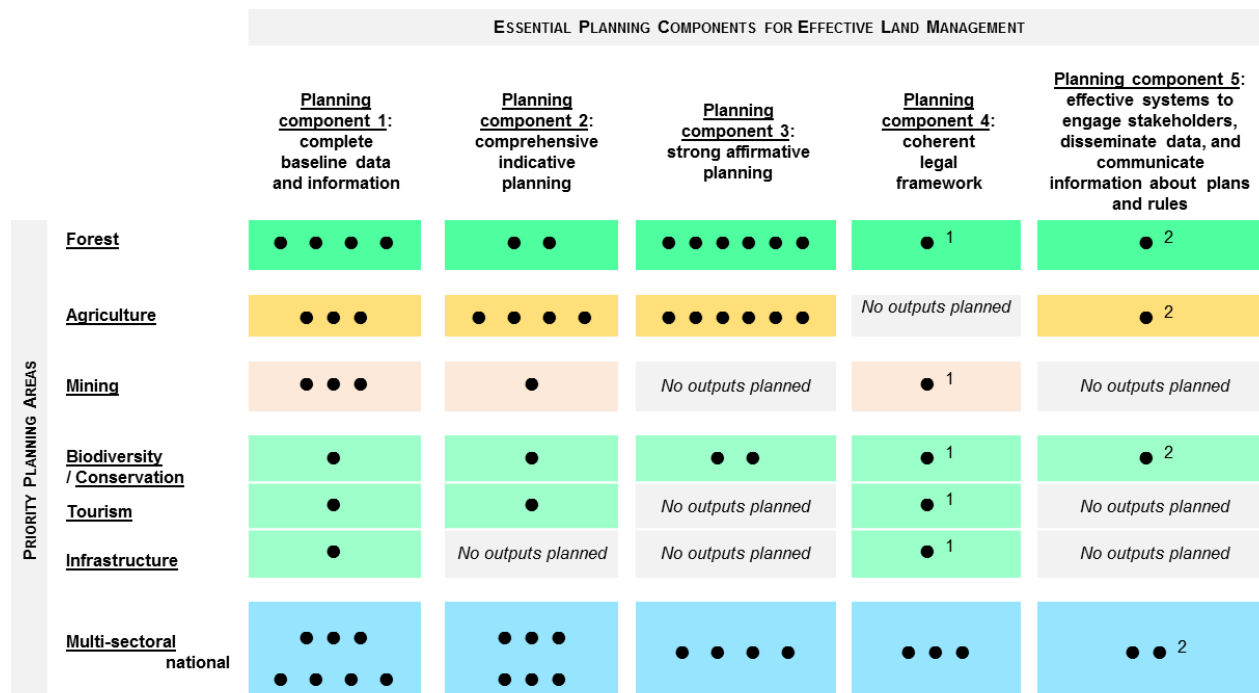 ESSENTIAL PLANNING COMPONENTS FOR EFFECTIVE LAND MANAGEMENT
Planning
component 1:
complete
baseline data
and information
Planning
component 2:
comprehensive
indicative
planning
Planning
component 3:
strong affirmative
planning
Planning
component 4:
coherent
legal
framework
Planning component 5:
effective systems to
engage stakeholders,
disseminate data, and
communicate
information about plans
and rules
PRIORITY PLANNING AREAS
Forest
● ● ● ●
● ●
● ● ● ● ● ●
● 1
● 2
Agriculture
● ● ●
● ● ● ●
● ● ● ● ● ●
No outputs planned
● 2
Mining
● ● ●
●
No outputs planned
● 1
No outputs planned
Biodiversity
/ Conservation
●
●
● ●
● 1
● 2
Tourism
●
●
No outputs planned
● 1
No outputs planned
Infrastructure
●
No outputs planned
No outputs planned
● 1
No outputs planned
Multi-sectoral
national
● ● ●
● ● ● ●
● ● ●
● ● ●
● ● ● ●
● ● ●
● ● 2